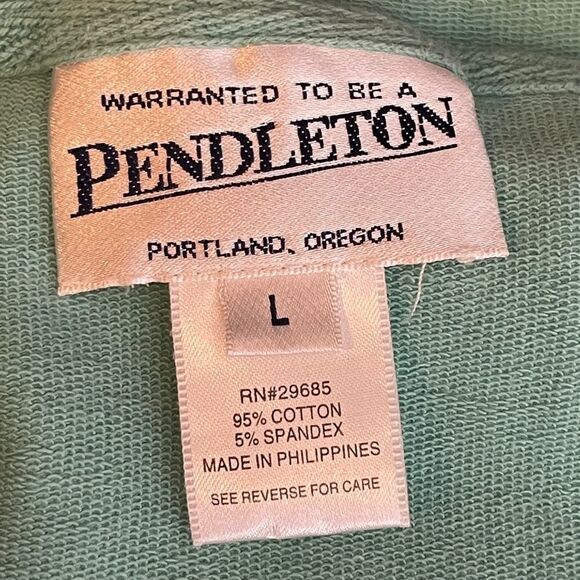 WARRANTED TO BE A
PENDLETON
PORTLAND, OREGON
L
RN#29685
95% COTTON
5% SPANDEX
MADE IN PHILIPPINES
SEE REVERSE FOR CARE